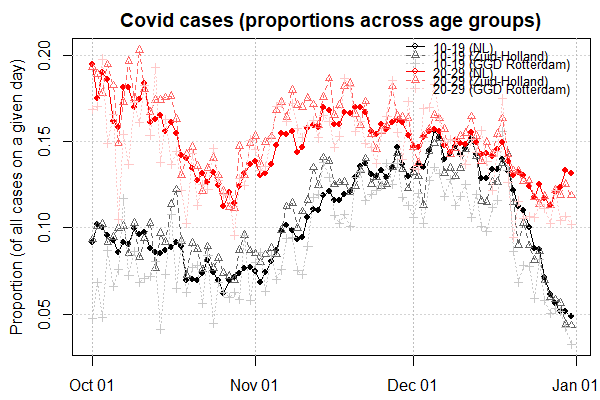 Covid cases (proportions across age groups)
10-19 (NL)
10-19 (Zuid-Holland)
10-19 (GGD Rotterdam)
20-29 (NL)
20-29 (Zuid-Holland)
20-29 (GGD Rotterdam)
Proportion (of all cases on a given day)
0.20
0.15
0.10
0.05
Oct 01
Nov 01
Dec 01
Jan 01